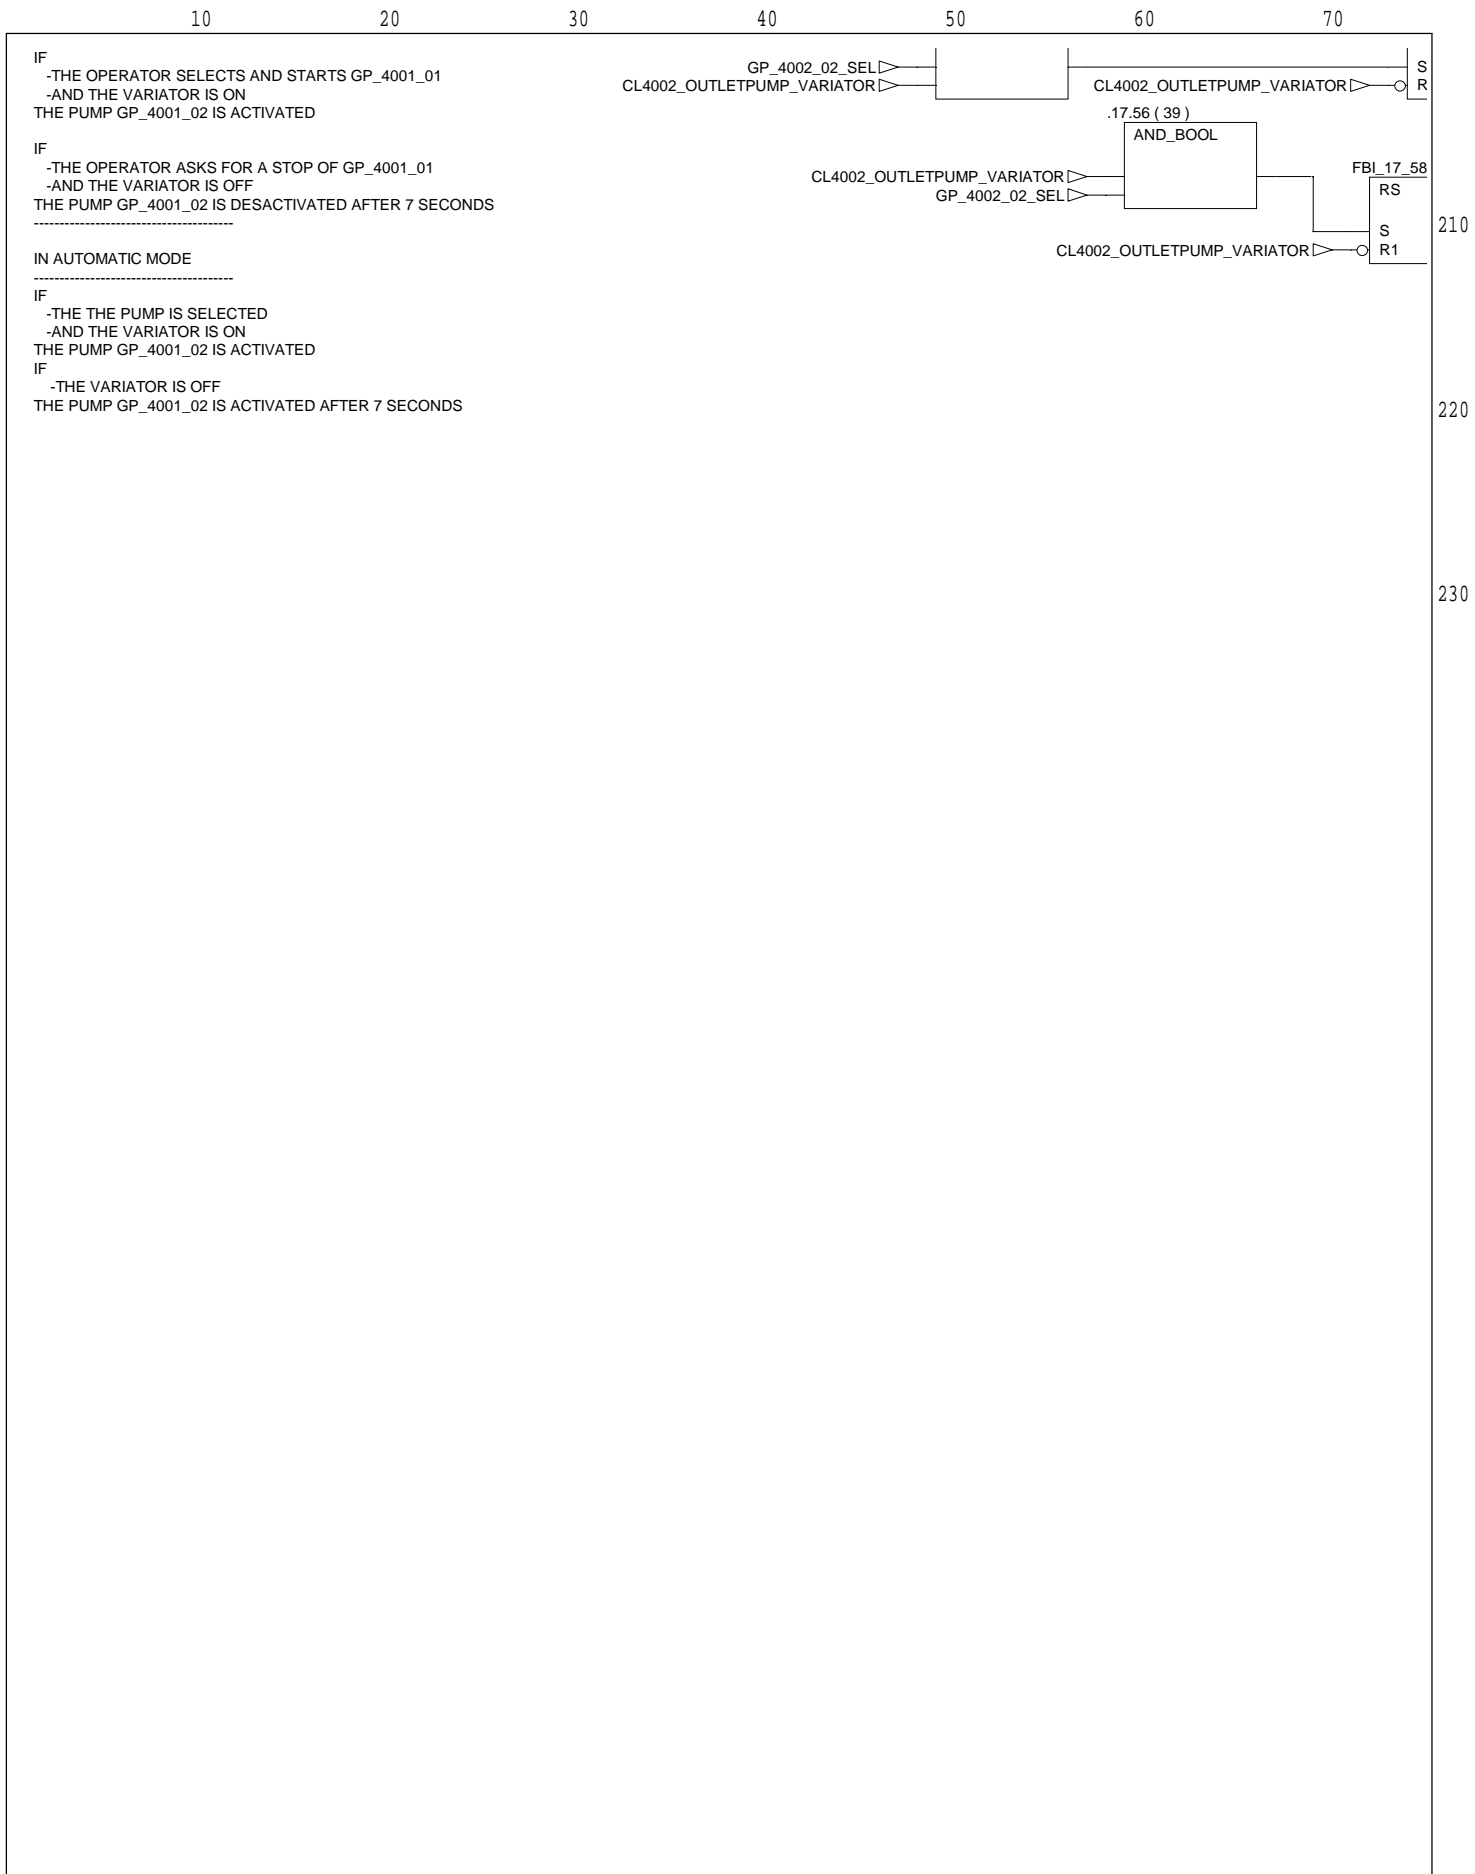 10 20 30 40 50 60 70
IF
-THE OPERATOR SELECTS AND STARTS GP_4001_01
-AND THE VARIATOR IS ON
THE PUMP GP_4001_02 IS ACTIVATED
IF
-THE OPERATOR ASKS FOR A STOP OF GP_4001_01
-AND THE VARIATOR IS OFF
THE PUMP GP_4001_02 IS DESACTIVATED AFTER 7 SECONDS
---------------------------------------
IN AUTOMATIC MODE
---------------------------------------
IF
-THE THE PUMP IS SELECTED
-AND THE VARIATOR IS ON
THE PUMP GP_4001_02 IS ACTIVATED
IF
-THE VARIATOR IS OFF
THE PUMP GP_4001_02 IS ACTIVATED AFTER 7 SECONDS
GP_4002_02_SEL
CL4002_OUTLETPUMP_VARIATOR
CL4002_OUTLETPUMP_VARIATOR
S
R
.17.56 ( 39 )
AND_BOOL
CL4002_OUTLETPUMP_VARIATOR
GP_4002_02_SEL
FBI_17_58
RS
S
CL4002_OUTLETPUMP_VARIATOR
R1
210
220
230